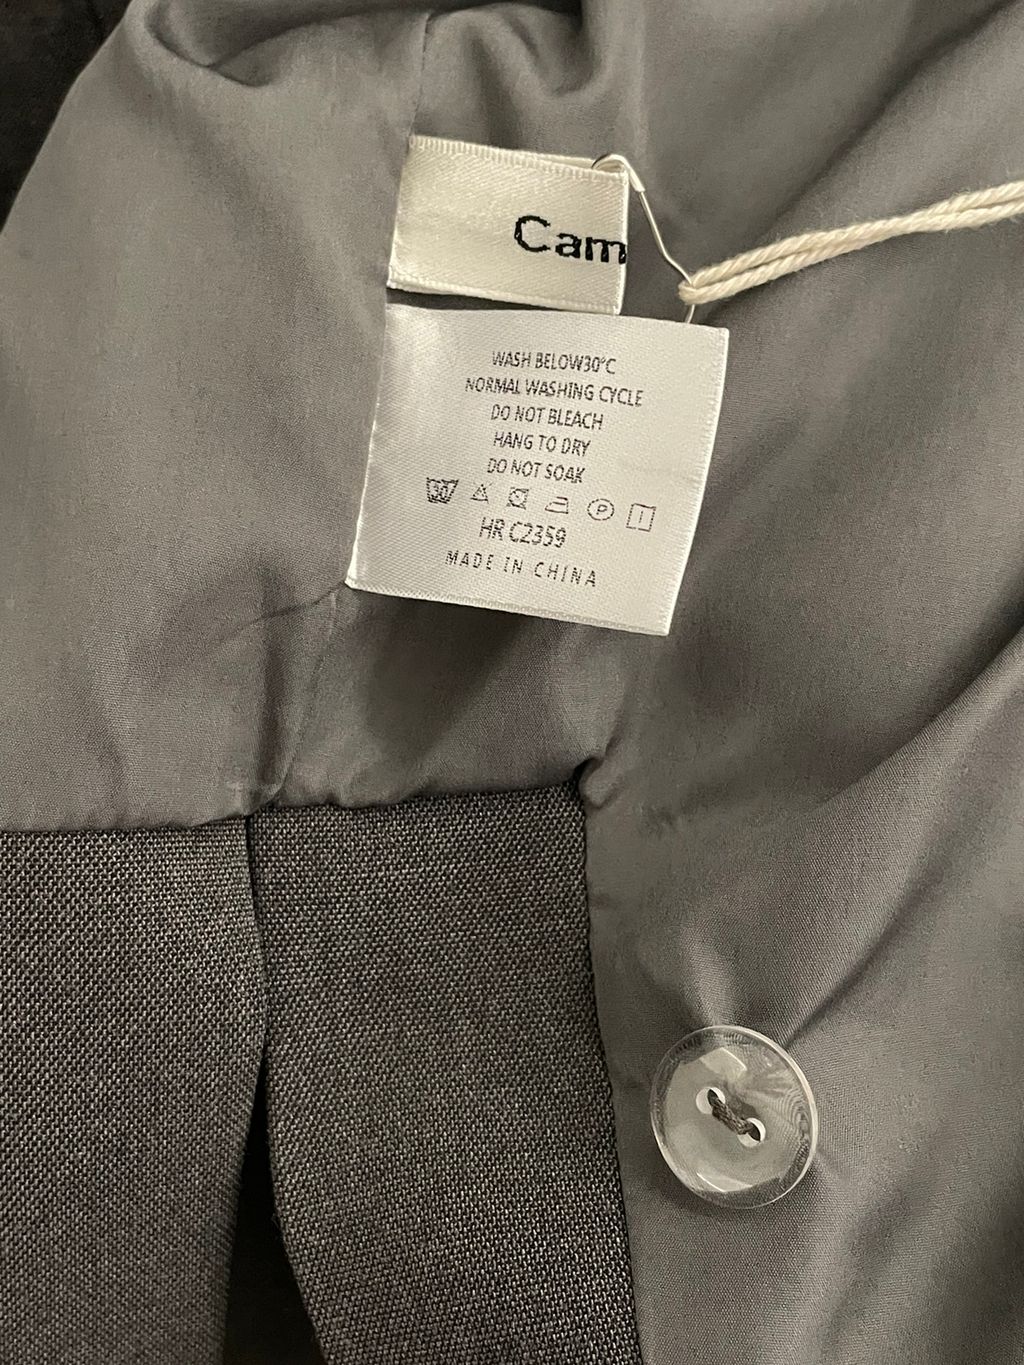 Cam
WASH BELOW30°C
NORMAL WASHING CYCLE
DO NOT BLEACH
HANG TO DRY
DO NOT SOAK
30
P
HR C2359
MADE IN CHINA